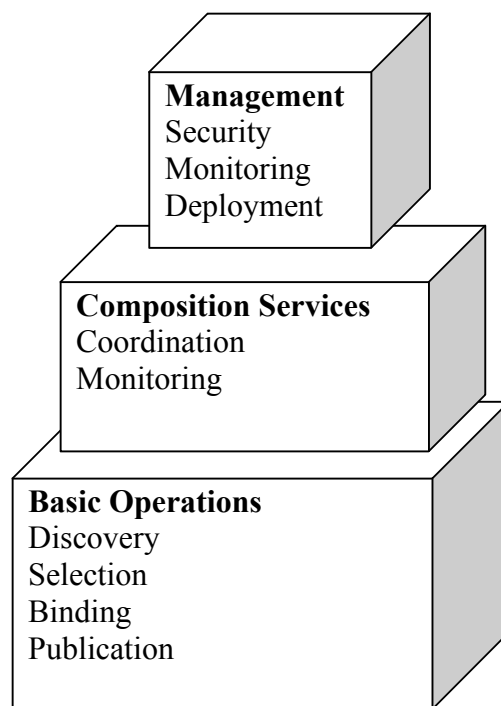 Management
Security
Monitoring
Deployment
Composition Services
Coordination
Monitoring
Basic Operations
Discovery
Selection
Binding
Publication